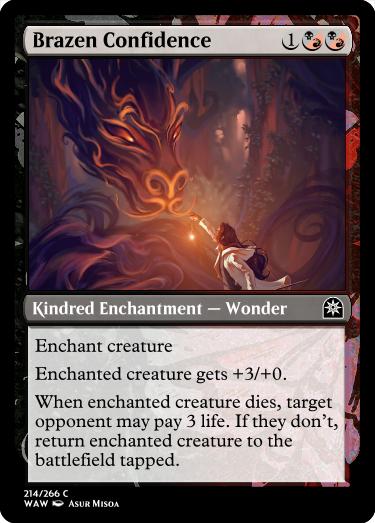 Brazen Confidence 1
Kindred Enchantment — Wonder
Enchant creature
Enchanted creature gets +3/+0.
When enchanted creature dies, target
opponent may pay 3 life. If they don't,
return enchanted creature to the
battlefield tapped.
214/266 C
WAW Asur Misoa